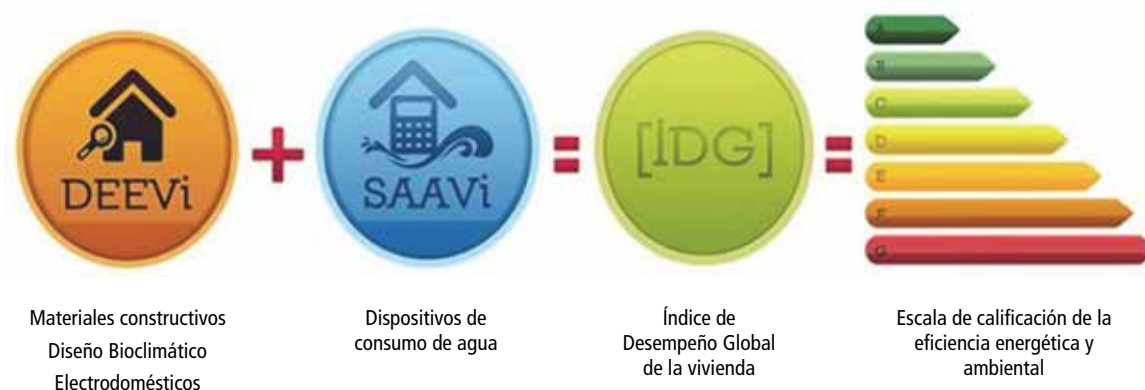 DEEVi
+
SAAVi
=
[IDG]
=
A
B
C
D
E
F
G
Materiales constructivos
Diseño Bioclimático
Electrodomésticos
Dispositivos de
consumo de agua
Índice de
Desempeño Global
de la vivienda
Escala de calificación de la
eficiencia energética y
ambiental